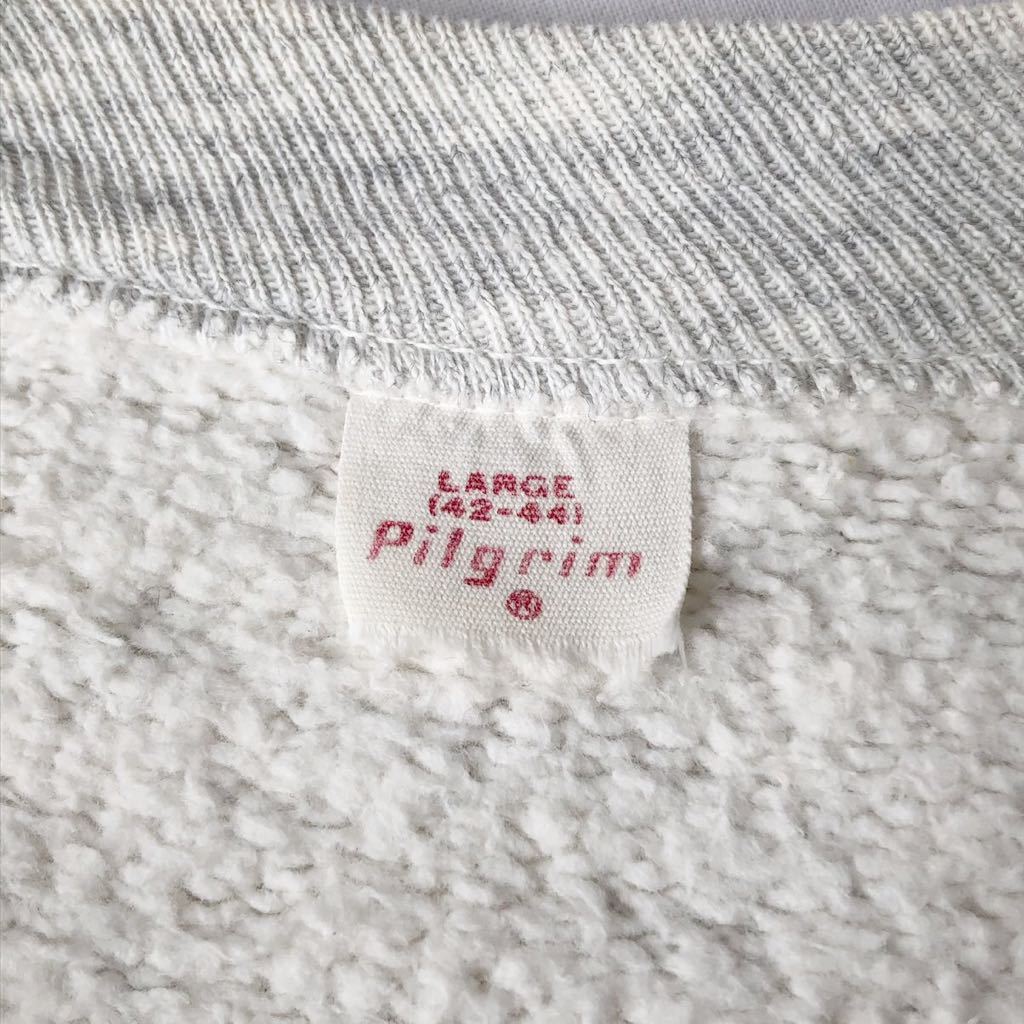 LARGE
(42-44)
Pilgrim
®